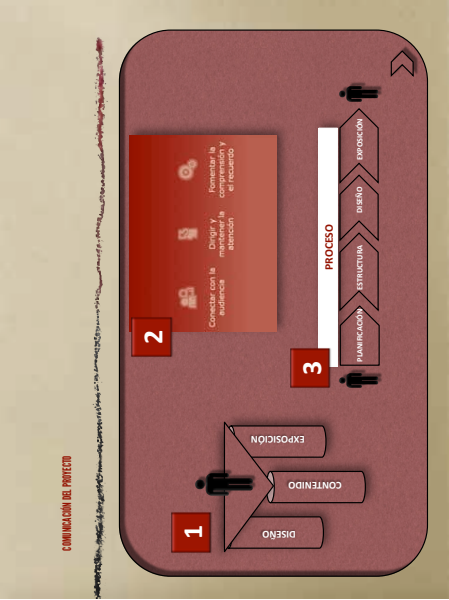 COMUNICACIÓN DEL PROYECTO
1
DISEÑO
CONTENIDO
EXPOSICIÓN
2
Conectar con la
audiencia
Dirigir y
mantener la
atención
Fomentar la
comprensión y
el recuerdo
3
PROCESO
PLANIFICACIÓN
ESTRUCTURA
DISEÑO
EXPOSICIÓN